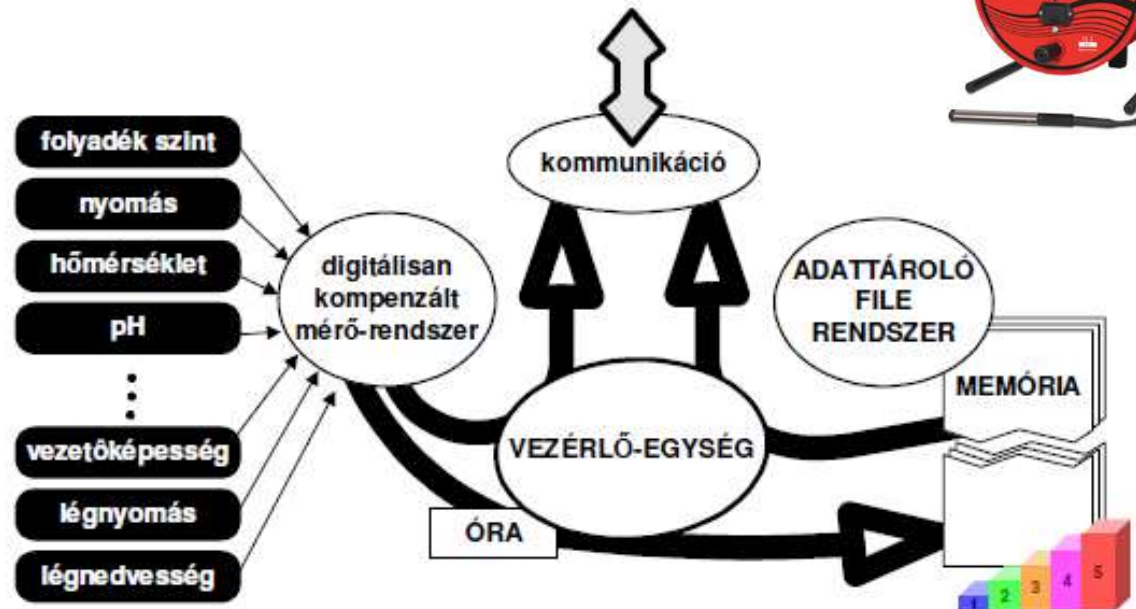 folyadék szint
nyomás
hőmérséklet
pH
vezetôképesség
légnyomás
légnedvesség
digitálisan
kompenzált
mérő-rendszer
kommunikáció
VEZÉRLŐ-EGYSÉG
ÓRA
ADATTÁROLÓ
FILE
RENDSZER
MEMÓRIA
1
2
3
4
5